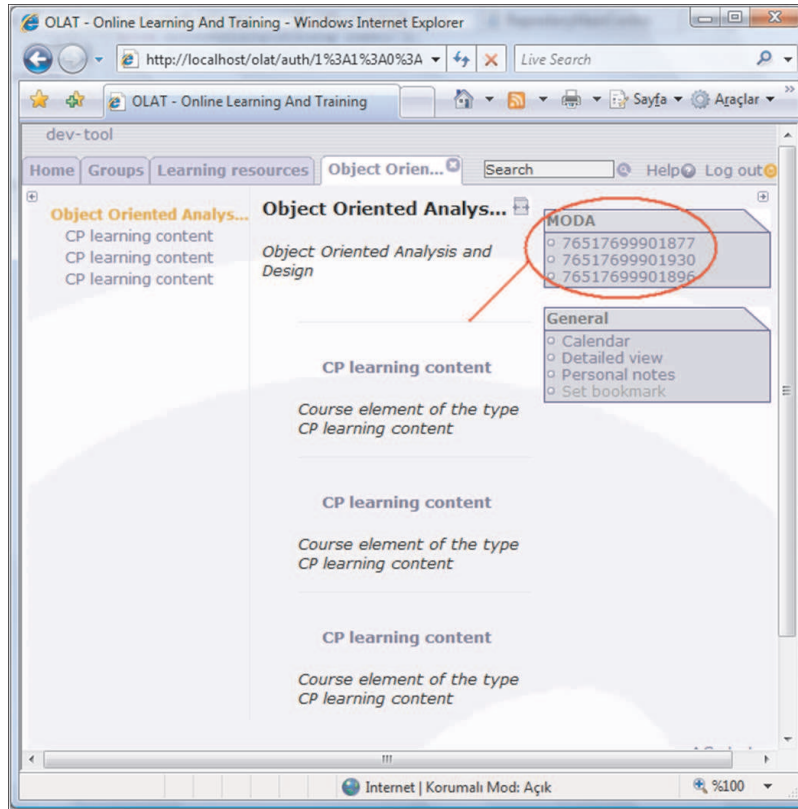 OLAT - Online Learning And Training - Windows Internet Explorer
http://localhost/olat/auth/1%3A1%3A0%3A
Live Search
OLAT - Online Learning And Training
Sayfa
Araçlar
dev-tool
Home
Groups
Learning resources
Object Orien...
Search
Help
Log out
Object Oriented Analys...
CP learning content
CP learning content
CP learning content
Object Oriented Analys...
Object Oriented Analysis and
Design
CP learning content
Course element of the type
CP learning content
CP learning content
Course element of the type
CP learning content
CP learning content
Course element of the type
CP learning content
MODA
76517699901877
76517699901930
76517699901896
General
Calendar
Detailed view
Personal notes
Set bookmark
Internet | Korumalı Mod: Açık
%100